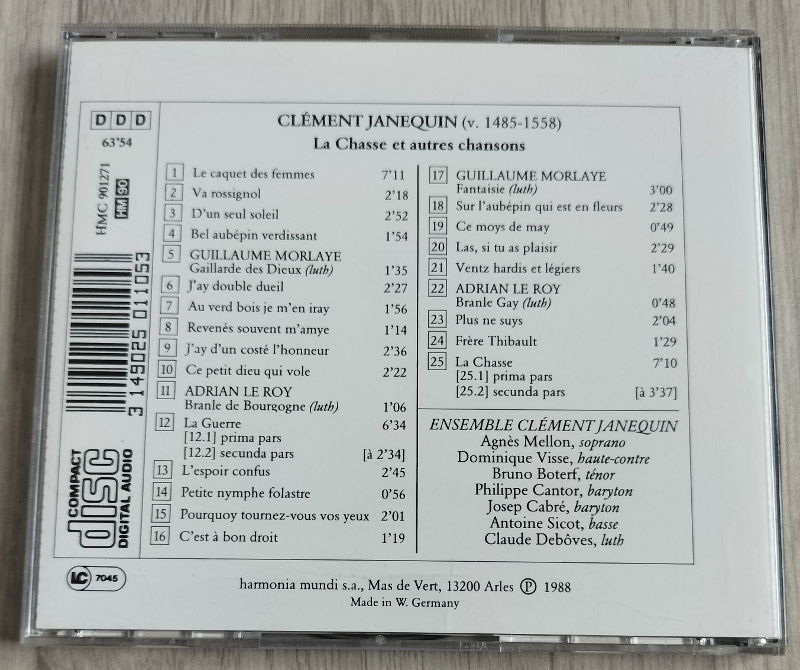 CLÉMENT JANEQUIN (v. 1485-1558)
La Chasse et autres chansons
DDD
63'54
HMC 901271
HM 90
1 Le caquet des femmes 7'11
2 Va rossignol 2'18
3 D'un seul soleil 2'52
4 Bel aubépin verdissant 1'54
5 GUILLAUME MORLAYE
Gaillarde des Dieux (luth) 1'35
6 J'ay double dueil 2'27
7 Au verd bois je m'en iray 1'56
8 Revenés souvent m'amye 1'14
9 J'ay d'un costé l'honneur 2'36
10 Ce petit dieu qui vole 2'22
11 ADRIAN LE ROY
Branle de Bourgogne (luth) 1'06
12 La Guerre 6'34
[12.1] prima pars
[12.2] secunda pars [à 2'34]
13 L'espoir confus 2'45
14 Petite nymphe folastre 0'56
15 Pourquoy tournez-vous vos yeux 2'01
16 C'est à bon droit 1'19
17 GUILLAUME MORLAYE
Fantaisie (luth) 3'00
18 Sur l'aubépin qui est en fleurs 2'28
19 Ce moys de may 0'49
20 Las, si tu as plaisir 2'29
21 Ventz hardis et légiers 1'40
22 ADRIAN LE ROY
Branle Gay (luth) 0'48
23 Plus ne suys 2'04
24 Frère Thibault 1'29
25 La Chasse 7'10
[25.1] prima pars
[25.2] secunda pars [à 3'37]
ENSEMBLE CLÉMENT JANEQUIN
Agnès Mellon, soprano
Dominique Visse, haute-contre
Bruno Boterf, ténor
Philippe Cantor, baryton
Josep Cabré, baryton
Antoine Sicot, basse
Claude Debôves, luth
3 149025 011053
COMPACT
disc
DIGITAL AUDIO
LC 7045
harmonia mundi s.a., Mas de Vert, 13200 Arles Ⓟ 1988
Made in W. Germany